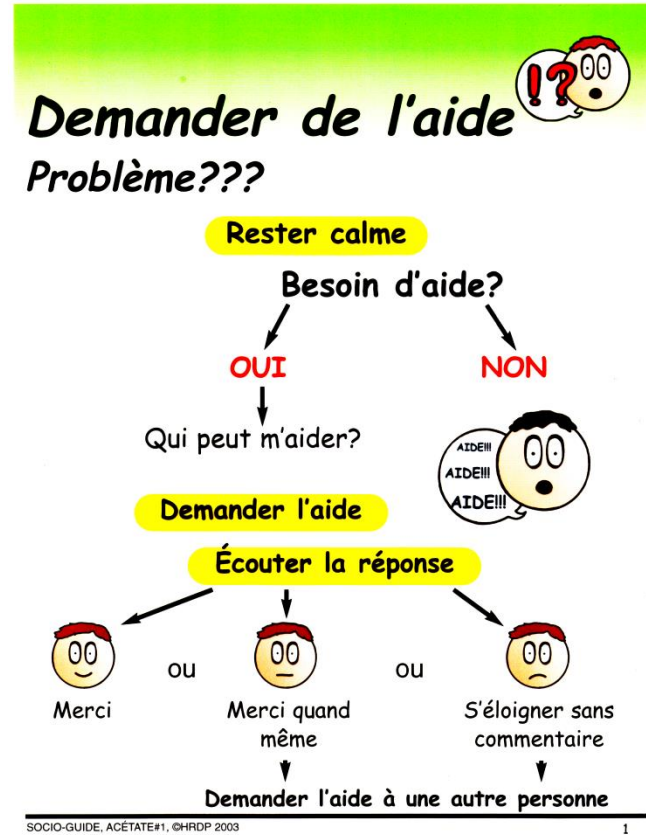 !?
Demander de l'aide
Problème???
Rester calme
Besoin d'aide?
OUI NON
Qui peut m'aider?
AIDE!!!
AIDE!!!
AIDE!!!
Demander l'aide
Écouter la réponse
ou ou
Merci
Merci quand
même
S'éloigner sans
commentaire
Demander l'aide à une autre personne
SOCIO-GUIDE, ACÉTATE#1, ©HRDP 2003 1